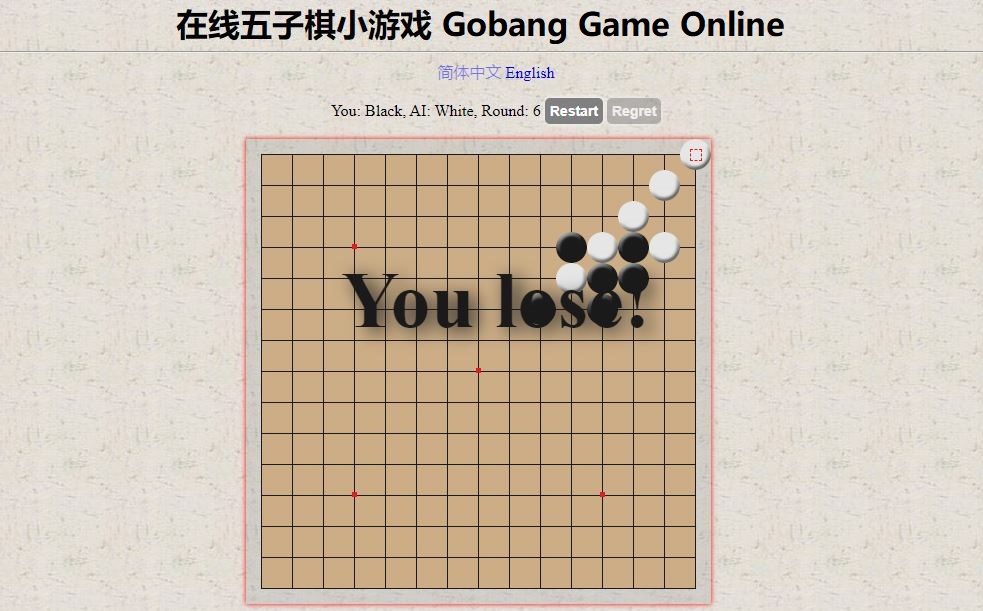 在线五子棋小游戏 Gobang Game Online
简体中文 English
You: Black, AI: White, Round: 6 Restart Regret
You lose!